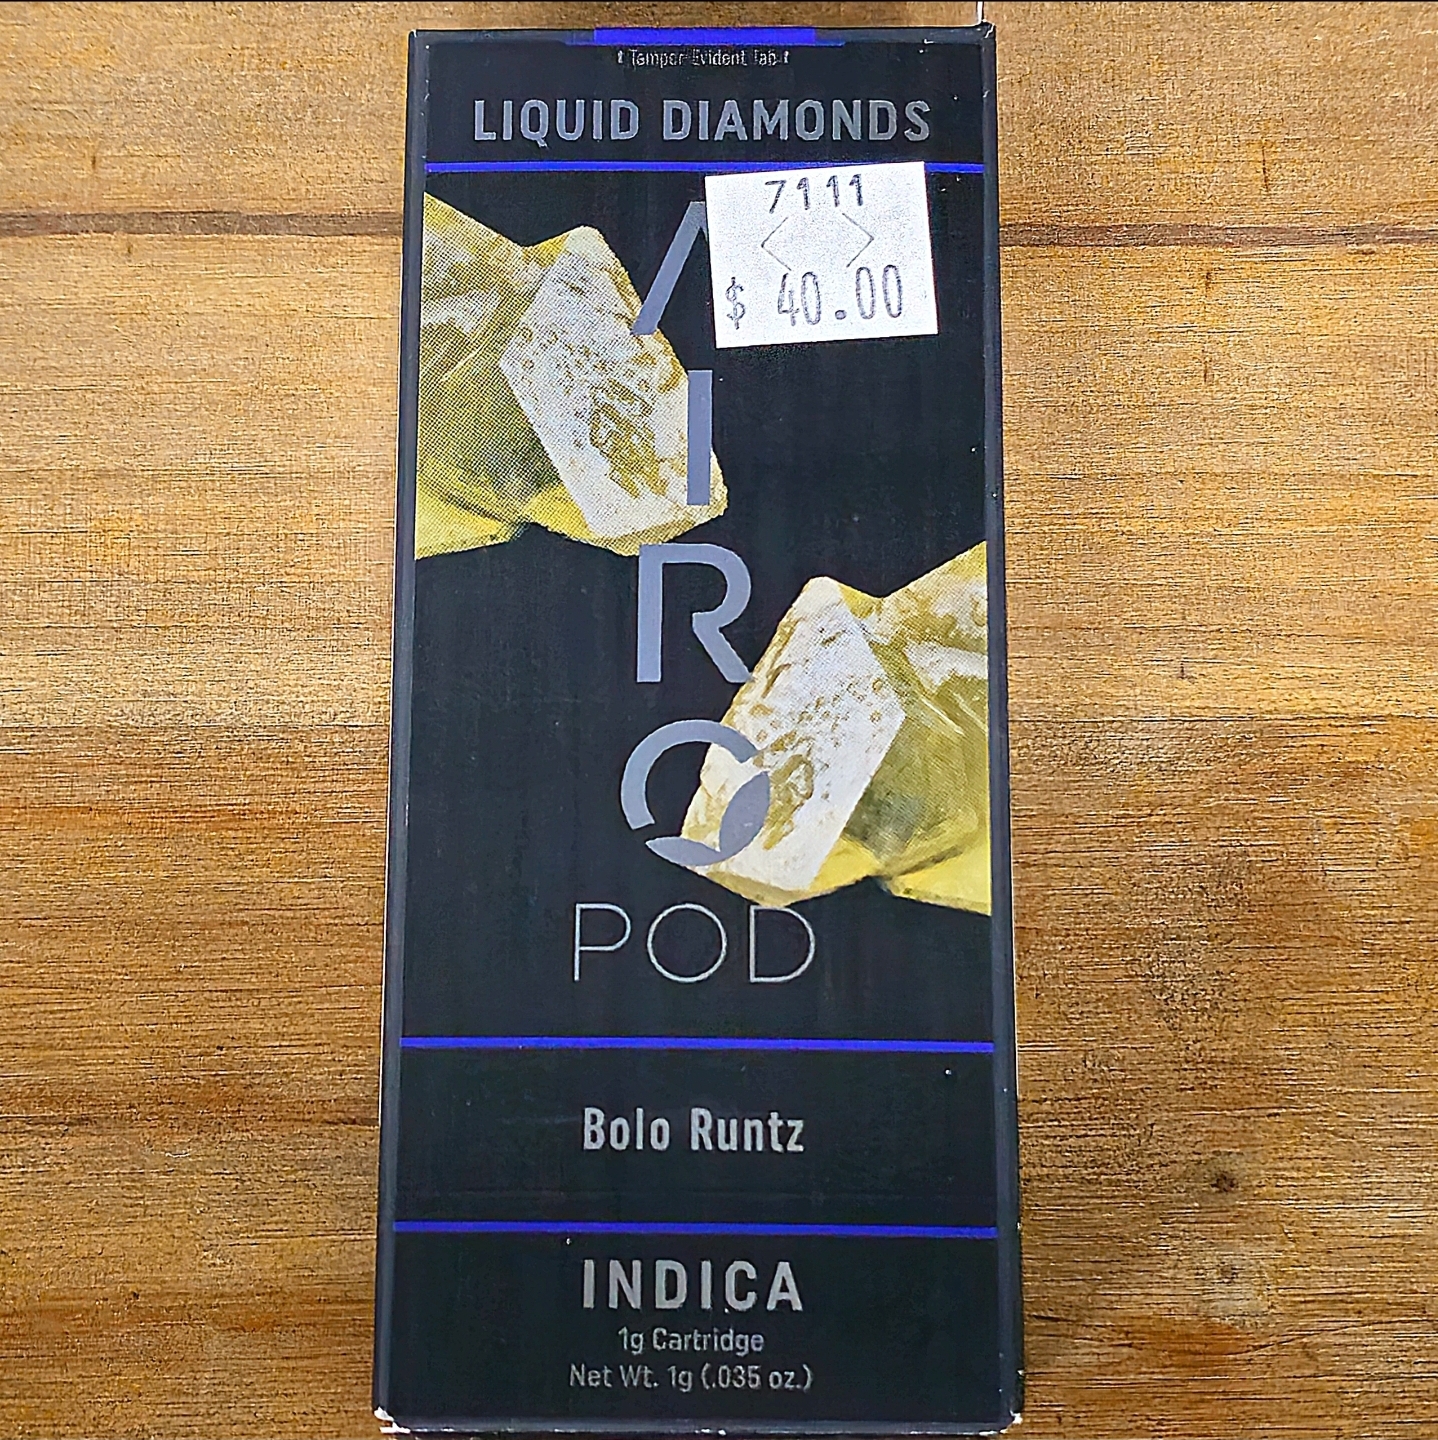 Tamper Evident Tab
LIQUID DIAMONDS
7111
$ 40.00
AIRO
POD
Bolo Runtz
INDICA
1g Cartridge
Net Wt. 1g (.035 oz.)